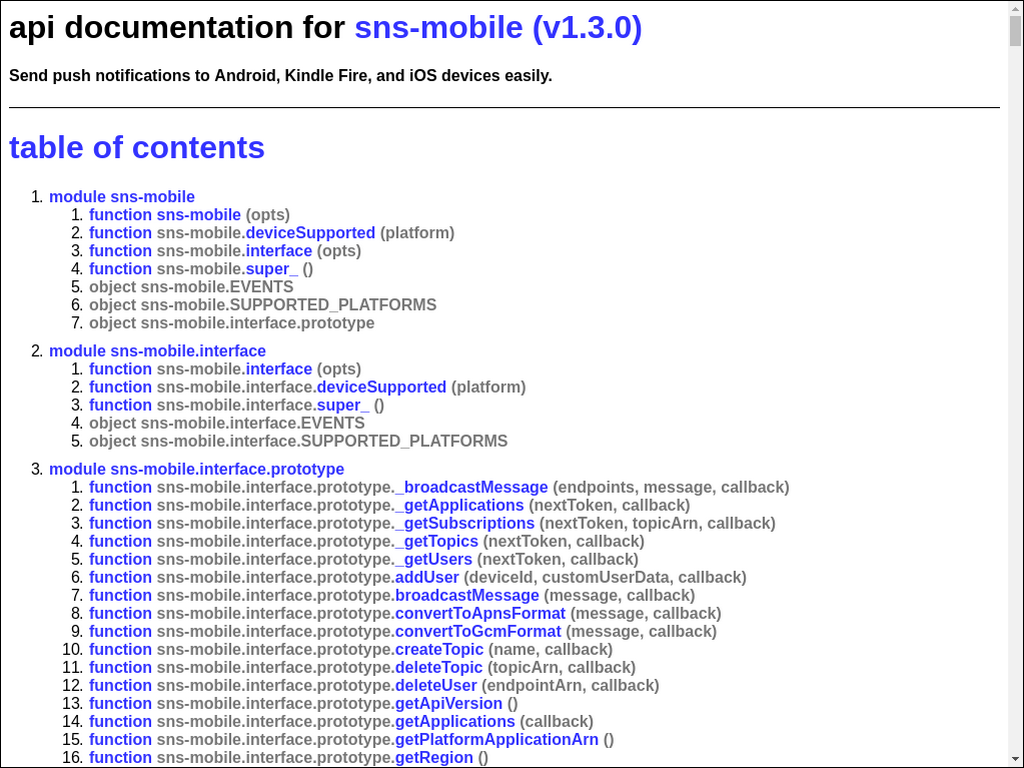 api documentation for sns-mobile (v1.3.0)
Send push notifications to Android, Kindle Fire, and iOS devices easily.
table of contents
1. module sns-mobile
1. function sns-mobile (opts)
2. function sns-mobile.deviceSupported (platform)
3. function sns-mobile.interface (opts)
4. function sns-mobile.super_ ()
5. object sns-mobile.EVENTS
6. object sns-mobile.SUPPORTED_PLATFORMS
7. object sns-mobile.interface.prototype
2. module sns-mobile.interface
1. function sns-mobile.interface (opts)
2. function sns-mobile.interface.deviceSupported (platform)
3. function sns-mobile.interface.super_ ()
4. object sns-mobile.interface.EVENTS
5. object sns-mobile.interface.SUPPORTED_PLATFORMS
3. module sns-mobile.interface.prototype
1. function sns-mobile.interface.prototype._broadcastMessage (endpoints, message, callback)
2. function sns-mobile.interface.prototype._getApplications (nextToken, callback)
3. function sns-mobile.interface.prototype._getSubscriptions (nextToken, topicArn, callback)
4. function sns-mobile.interface.prototype._getTopics (nextToken, callback)
5. function sns-mobile.interface.prototype._getUsers (nextToken, callback)
6. function sns-mobile.interface.prototype.addUser (deviceId, customUserData, callback)
7. function sns-mobile.interface.prototype.broadcastMessage (message, callback)
8. function sns-mobile.interface.prototype.convertToApnsFormat (message, callback)
9. function sns-mobile.interface.prototype.convertToGcmFormat (message, callback)
10. function sns-mobile.interface.prototype.createTopic (name, callback)
11. function sns-mobile.interface.prototype.deleteTopic (topicArn, callback)
12. function sns-mobile.interface.prototype.deleteUser (endpointArn, callback)
13. function sns-mobile.interface.prototype.getApiVersion ()
14. function sns-mobile.interface.prototype.getApplications (callback)
15. function sns-mobile.interface.prototype.getPlatformApplicationArn ()
16. function sns-mobile.interface.prototype.getRegion ()